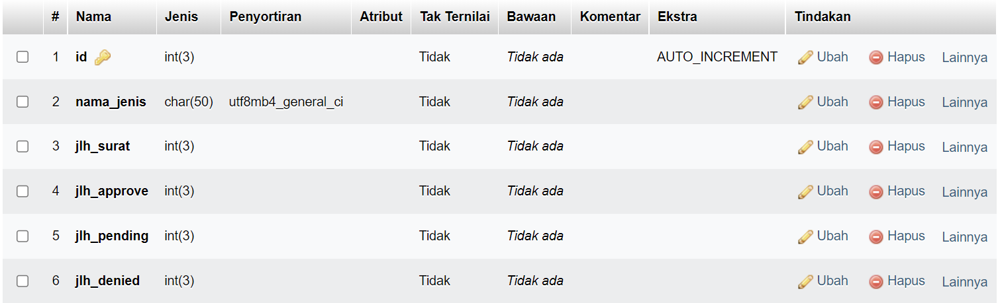 # Nama Jenis Penyortiran Atribut Tak Ternilai Bawaan Komentar Ekstra Tindakan
1 id int(3) Tidak Tidak ada AUTO_INCREMENT Ubah Hapus Lainnya
2 nama_jenis char(50) utf8mb4_general_ci Tidak Tidak ada Ubah Hapus Lainnya
3 jlh_surat int(3) Tidak Tidak ada Ubah Hapus Lainnya
4 jlh_approve int(3) Tidak Tidak ada Ubah Hapus Lainnya
5 jlh_pending int(3) Tidak Tidak ada Ubah Hapus Lainnya
6 jlh_denied int(3) Tidak Tidak ada Ubah Hapus Lainnya